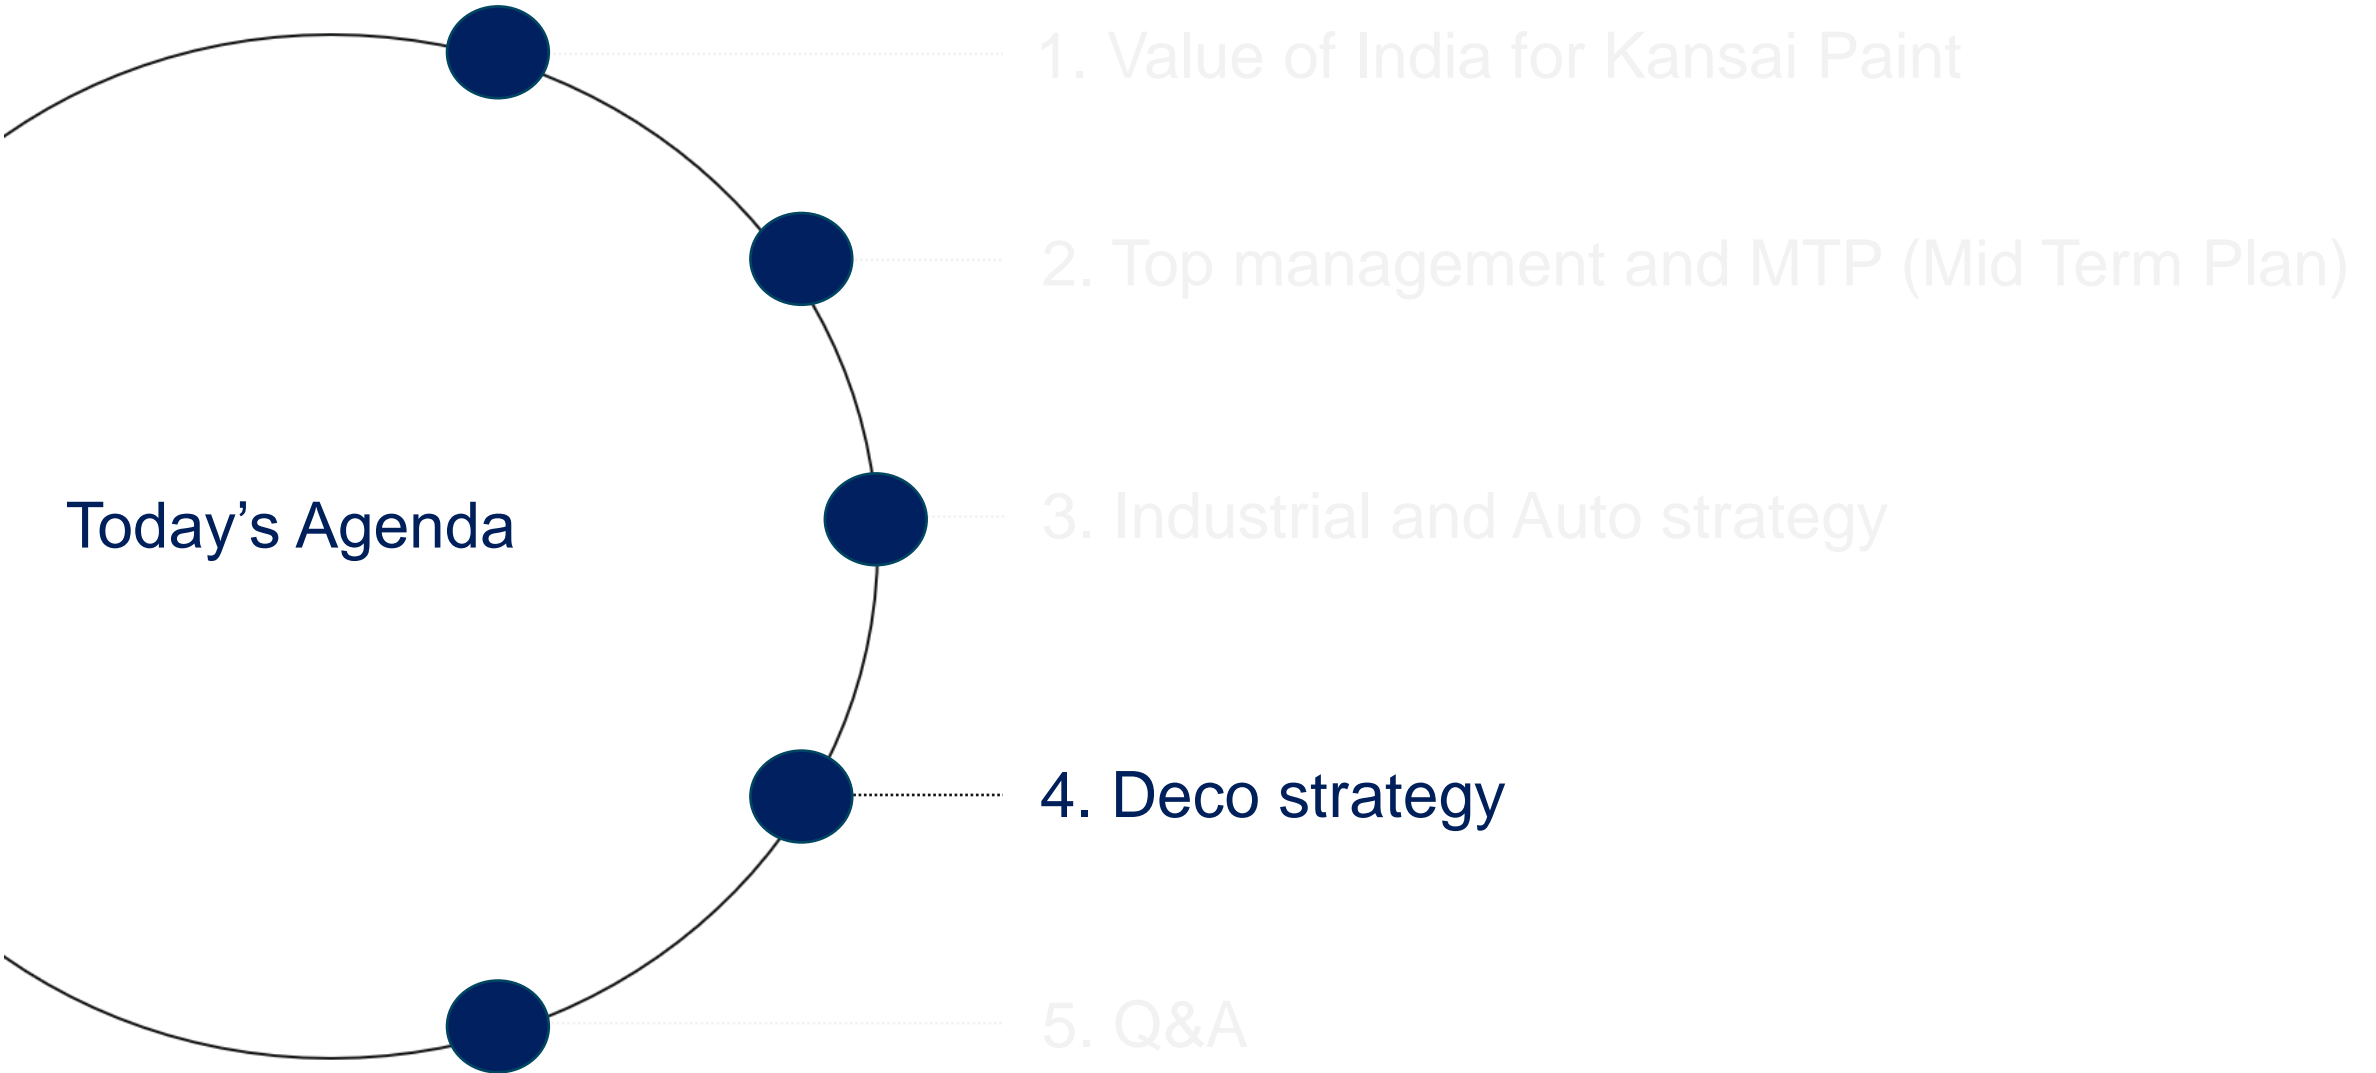 1. Value of India for Kansai Paint
2. Top management and MTP (Mid Term Plan)
3. Industrial and Auto strategy
Today’s Agenda
4. Deco strategy
5. Q&A